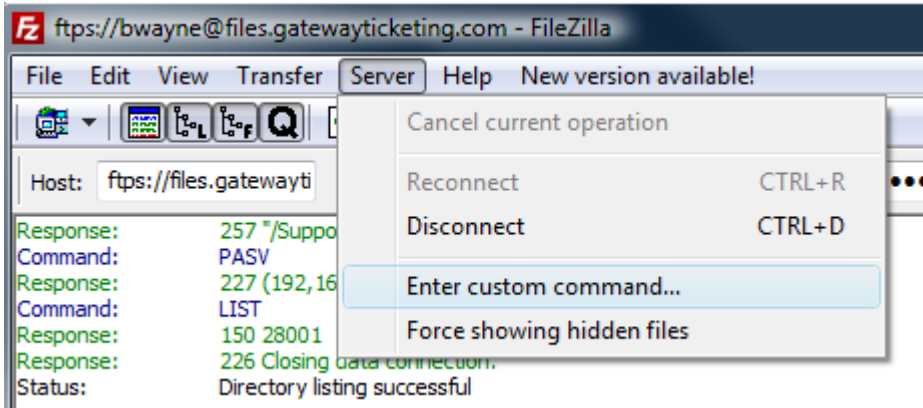 ftps://bwayne@files.gatewayticketing.com - FileZilla
File Edit View Transfer Server Help New version available!
Cancel current operation
Host: ftps://files.gatewayti
Reconnect CTRL+R
Disconnect CTRL+D
Enter custom command...
Force showing hidden files
Response: 257 "/Suppo
Command: PASV
Response: 227 (192,16
Command: LIST
Response: 150 28001
Response: 226 Closing data connection.
Status: Directory listing successful